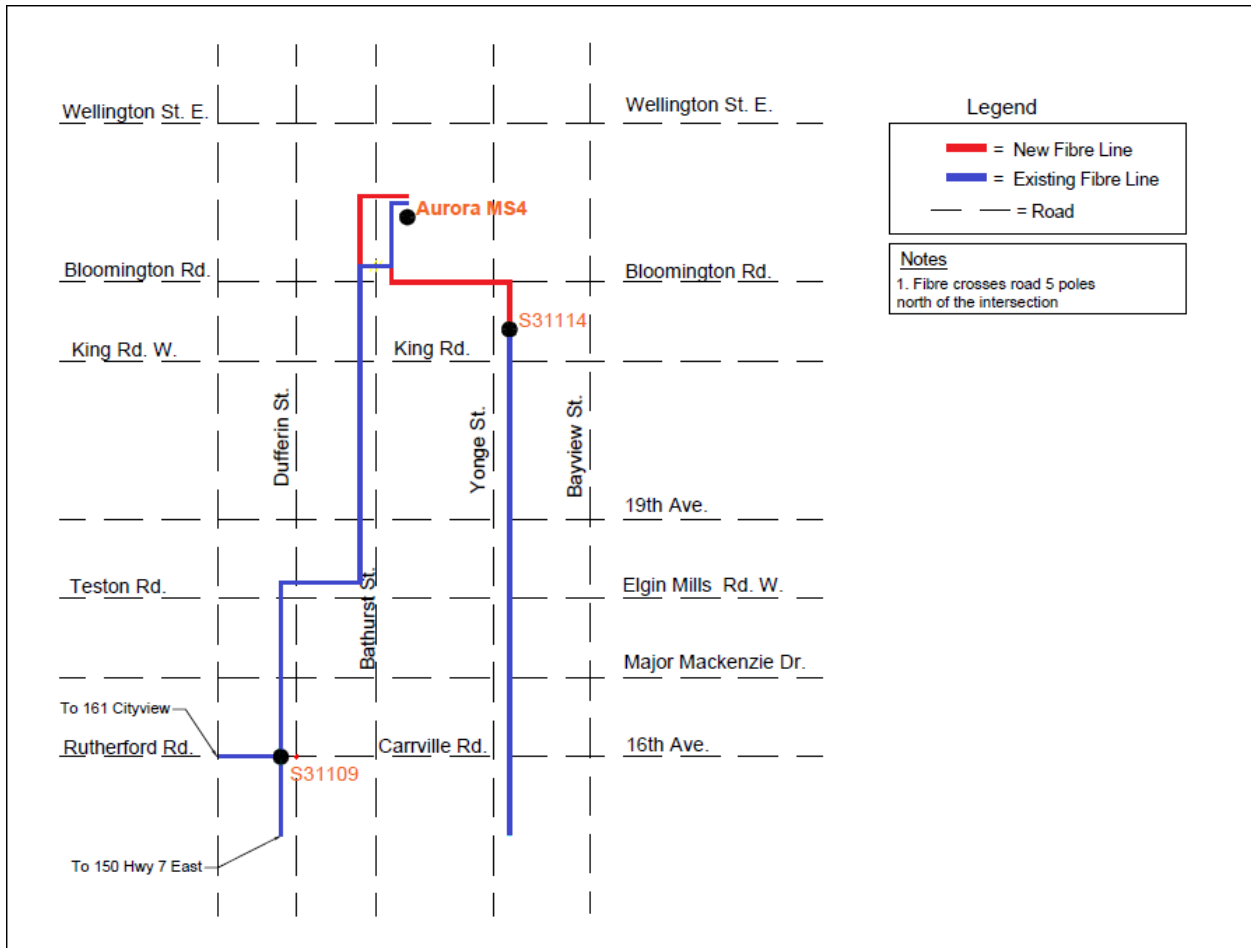 Wellington St. E.
Wellington St. E.
Legend
= New Fibre Line
= Existing Fibre Line
= Road
Aurora MS4
Bloomington Rd.
Bloomington Rd.
Notes
1. Fibre crosses road 5 poles
north of the intersection
S31114
King Rd. W.
King Rd.
Dufferin St.
Yonge St.
Bayview St.
19th Ave.
Teston Rd.
Bathurst St.
Elgin Mills Rd. W.
Major Mackenzie Dr.
To 161 Cityview
Rutherford Rd.
Carrville Rd.
16th Ave.
S31109
To 150 Hwy 7 East